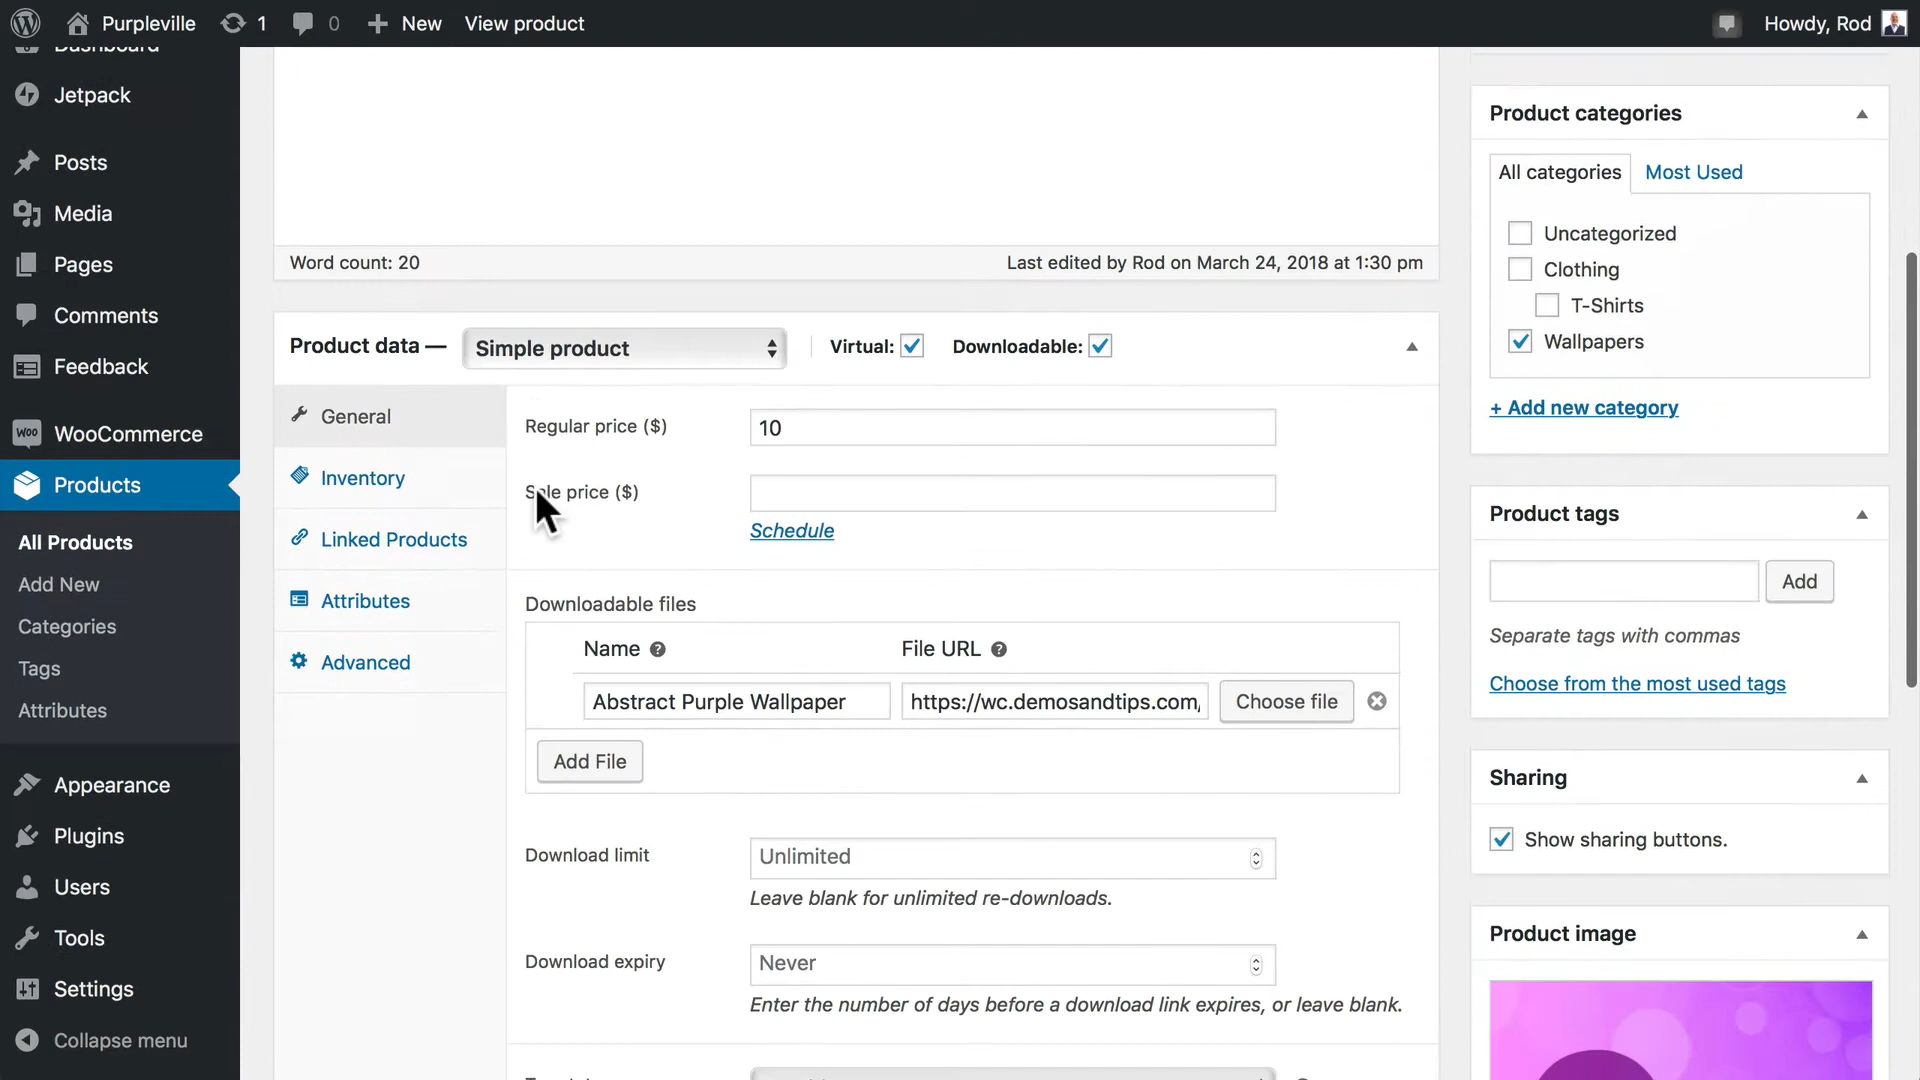 Purpleville 1 0 New View product Howdy, Rod
Dashboard
Jetpack
Posts
Media
Pages
Comments
Feedback
WOO WooCommerce
Products
All Products
Add New
Categories
Tags
Attributes
Appearance
Plugins
Users
Tools
Settings
Collapse menu
Word count: 20 Last edited by Rod on March 24, 2018 at 1:30 pm
Product data — Simple product Virtual: Downloadable:
General
Inventory
Linked Products
Attributes
Advanced
Regular price ($) 10
Sale price ($)
Schedule
Downloadable files
Name File URL
Abstract Purple Wallpaper https://wc.demosandtips.com/ Choose file
Add File
Download limit Unlimited
Leave blank for unlimited re-downloads.
Download expiry Never
Enter the number of days before a download link expires, or leave blank.
Product categories
All categories Most Used
Uncategorized
Clothing
T-Shirts
Wallpapers
+ Add new category
Product tags
Add
Separate tags with commas
Choose from the most used tags
Sharing
Show sharing buttons.
Product image